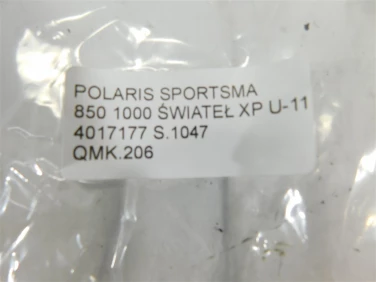 POLARIS SPORTSMA
850 1000 ŚWIATEŁ XP U-11
4017177 S.1047
QMK.206